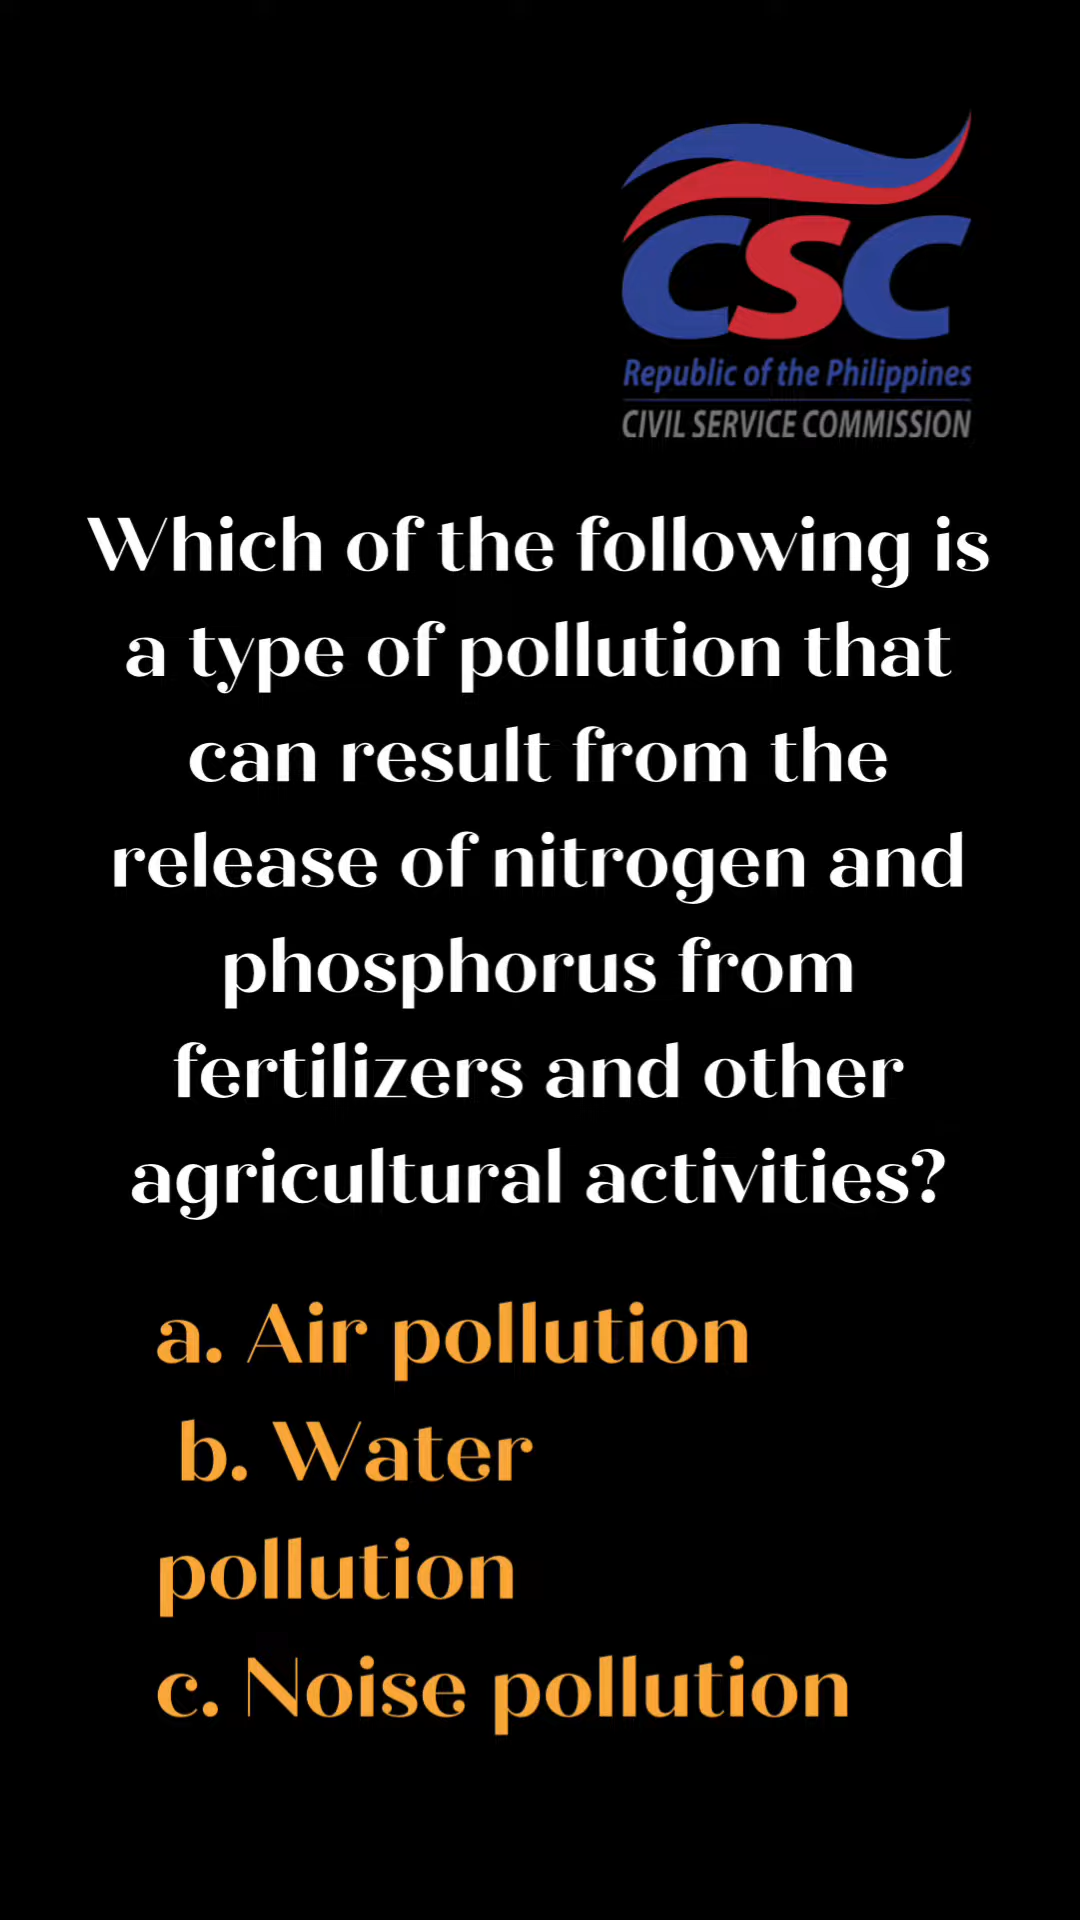 CSC
Republic of the Philippines
CIVIL SERVICE COMMISSION
Which of the following is
a type of pollution that
can result from the
release of nitrogen and
phosphorus from
fertilizers and other
agricultural activities?
a. Air pollution
b. Water
pollution
c. Noise pollution